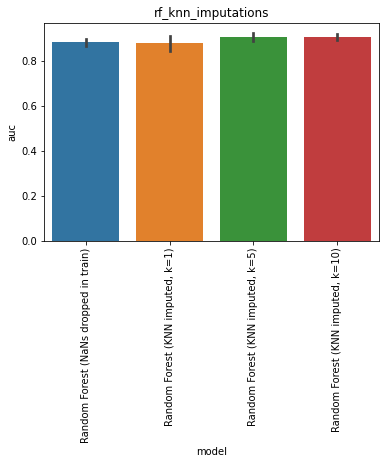 rf_knn_imputations
auc
0.8
0.6
0.4
0.2
0.0
Random Forest (NaNs dropped in train)
Random Forest (KNN imputed, k=1)
Random Forest (KNN imputed, k=5)
Random Forest (KNN imputed, k=10)
model